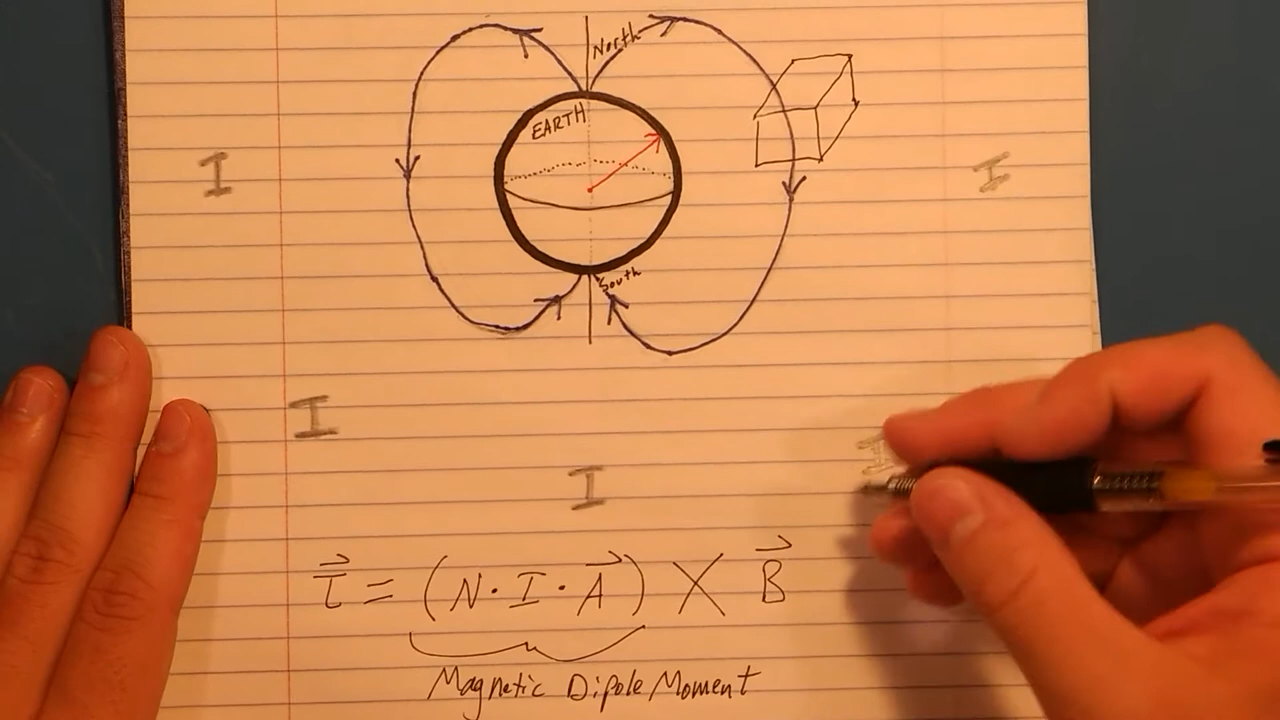 North
EARTH
I I
South
I
I
I
τ = (N · I · A) X B
Magnetic Dipole Moment